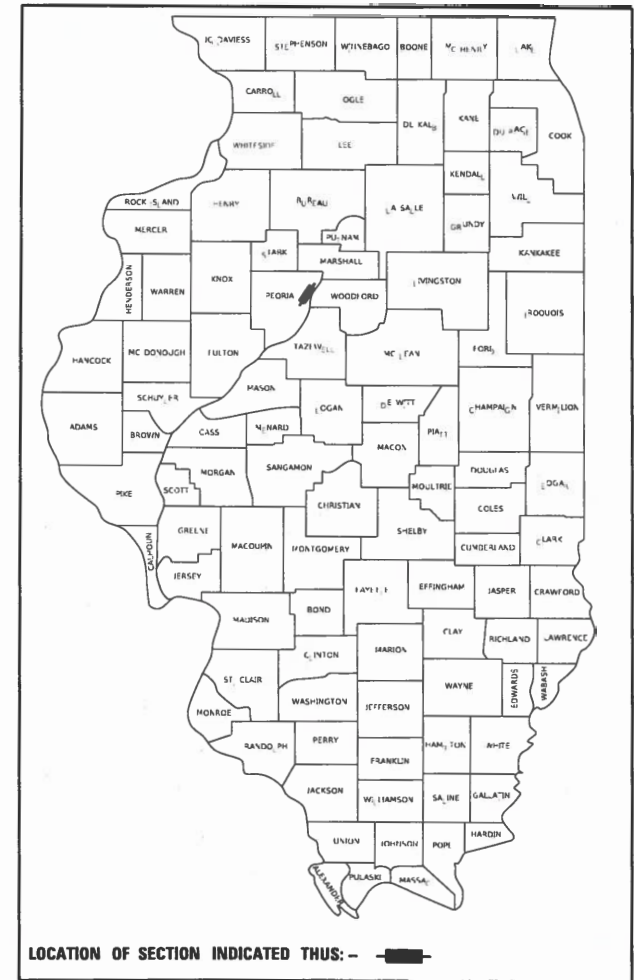 JO DAVIESS STEPHENSON WINNEBAGO BOONE MC HENRY LAKE
CARROLL OGLE DE KALB KANE DU PAGE COOK
WHITESIDE LEE
KENDALL WILL
ROCK ISLAND HENRY BUREAU LA SALLE GRUNDY
MERCER PUTNAM
STARK MARSHALL KANKAKEE
HENDERSON WARREN KNOX PEORIA WOODFORD LIVINGSTON
IROQUOIS
HANCOCK MC DONOUGH FULTON TAZEWELL MC LEAN FORD
MASON
SCHUYLER LOGAN DE WITT CHAMPAIGN VERMILION
ADAMS BROWN CASS MENARD PIATT
MACON
MORGAN SANGAMON DOUGLAS
PIKE SCOTT MOULTRIE EDGAR
CHRISTIAN COLES
GREENE SHELBY
CALHOUN MACOUPIN MONTGOMERY CUMBERLAND CLARK
JERSEY
FAYETTE EFFINGHAM JASPER CRAWFORD
MADISON BOND
CLAY RICHLAND LAWRENCE
CLINTON MARION
ST. CLAIR WAYNE EDWARDS WABASH
WASHINGTON JEFFERSON
MONROE
RANDOLPH PERRY HAMILTON WHITE
FRANKLIN
JACKSON WILLIAMSON SALINE GALLATIN
UNION JOHNSON POPE HARDIN
ALEXANDER PULASKI MASSAC
LOCATION OF SECTION INDICATED THUS: –